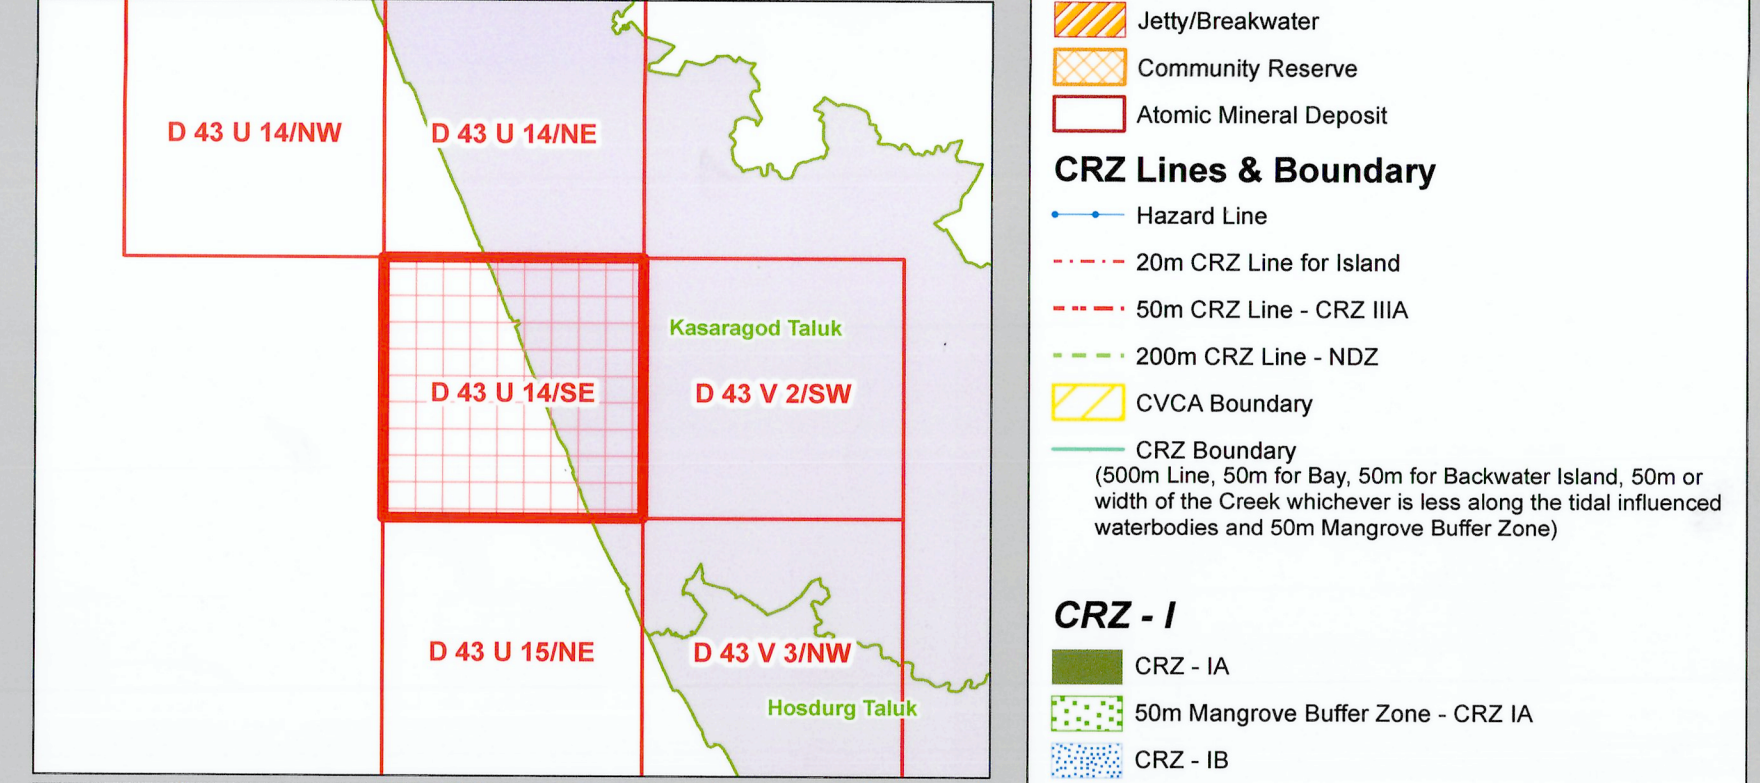 D 43 U 14/NW
D 43 U 14/NE
Kasaragod Taluk
D 43 U 14/SE
D 43 V 2/SW
D 43 U 15/NE
D 43 V 3/NW
Hosdurg Taluk
Jetty/Breakwater
Community Reserve
Atomic Mineral Deposit
CRZ Lines & Boundary
Hazard Line
20m CRZ Line for Island
50m CRZ Line - CRZ IIIA
200m CRZ Line - NDZ
CVCA Boundary
CRZ Boundary
(500m Line, 50m for Bay, 50m for Backwater Island, 50m or
width of the Creek whichever is less along the tidal influenced
waterbodies and 50m Mangrove Buffer Zone)
CRZ - I
CRZ - IA
50m Mangrove Buffer Zone - CRZ IA
CRZ - IB